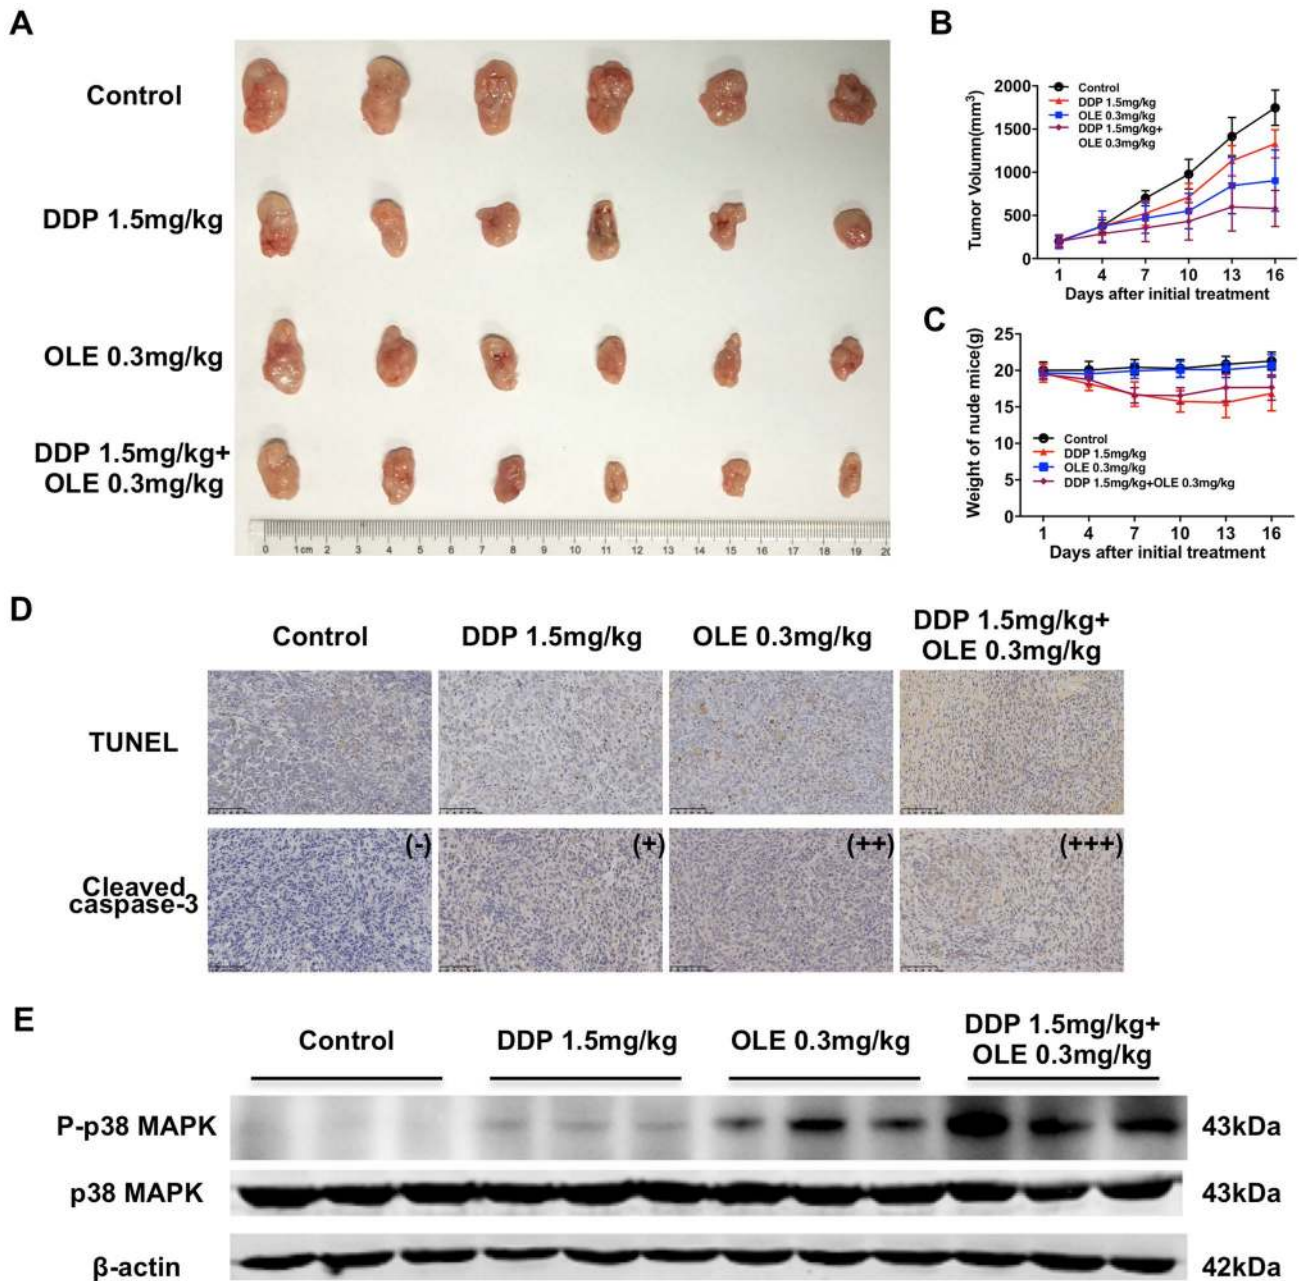 A
Control
DDP 1.5mg/kg
OLE 0.3mg/kg
DDP 1.5mg/kg+
OLE 0.3mg/kg
0 1cm 2 3 4 5 6 7 8 9 10 11 12 13 14 15 16 17 18 19 20
B
2000
1500
1000
500
0
Tumor Volumn(mm³)
Control
DDP 1.5mg/kg
OLE 0.3mg/kg
DDP 1.5mg/kg+
OLE 0.3mg/kg
1 4 7 10 13 16
Days after initial treatment
C
25
20
15
10
5
0
Weight of nude mice(g)
Control
DDP 1.5mg/kg
OLE 0.3mg/kg
DDP 1.5mg/kg+OLE 0.3mg/kg
1 4 7 10 13 16
Days after initial treatment
D
Control
DDP 1.5mg/kg
OLE 0.3mg/kg
DDP 1.5mg/kg+
OLE 0.3mg/kg
TUNEL
Cleaved
caspase-3
(-)
(+)
(++)
(+++)
E
Control
DDP 1.5mg/kg
OLE 0.3mg/kg
DDP 1.5mg/kg+
OLE 0.3mg/kg
P-p38 MAPK
43kDa
p38 MAPK
43kDa
β-actin
42kDa